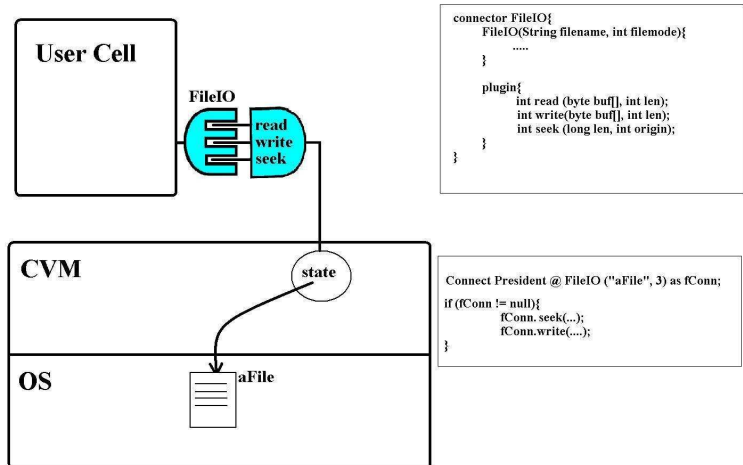 User Cell
FileIO
read
write
seek
CVM
state
OS
aFile
connector FileIO{
FileIO(String filename, int filemode){
.....
}
plugin{
int read (byte buf[], int len);
int write(byte buf[], int len);
int seek (long len, int origin);
}
}
Connect President @ FileIO ("aFile", 3) as fConn;
if (fConn != null){
fConn. seek(...);
fConn.write(....);
}